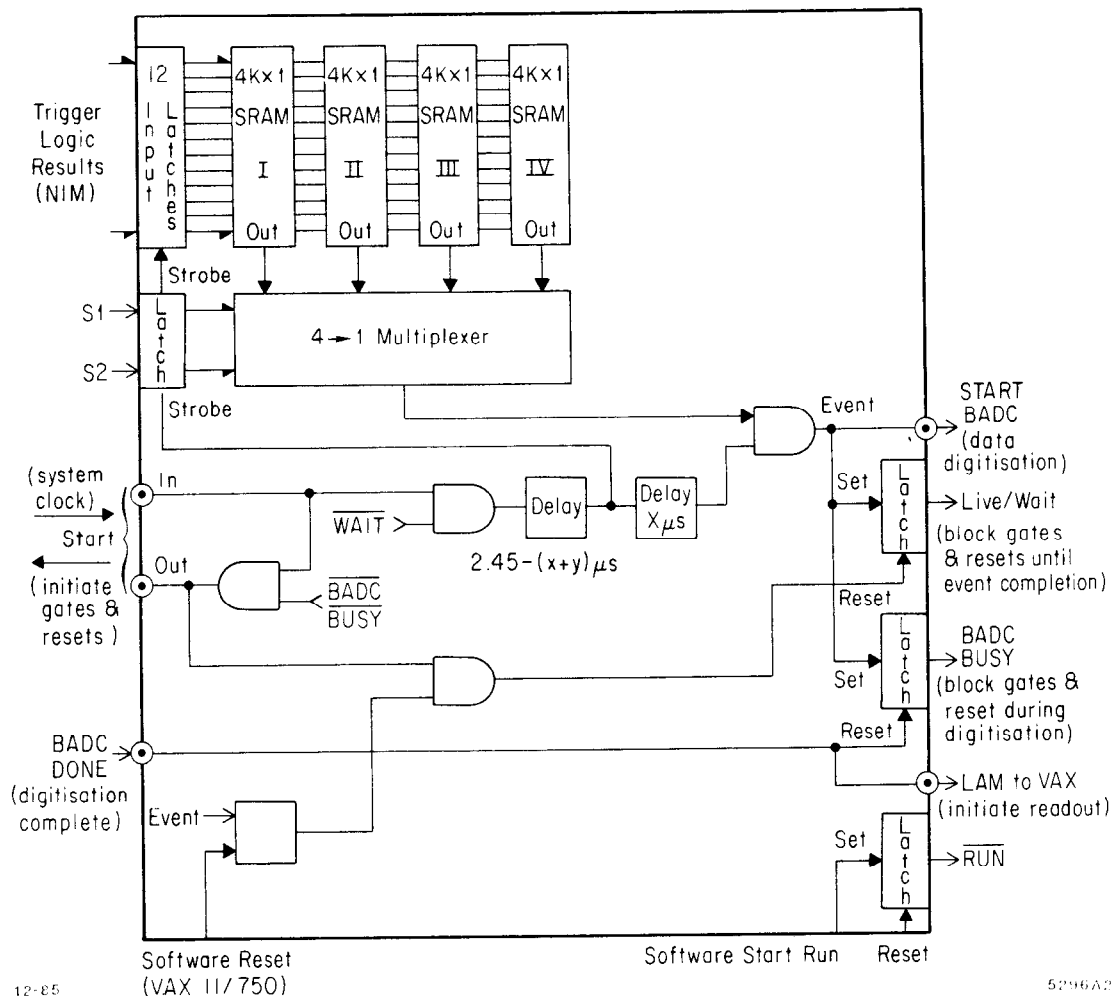 Trigger
Logic
Results
(NIM)
12
Input
Latches
4K×1
SRAM
I
Out
4K×1
SRAM
II
Out
4K×1
SRAM
III
Out
4K×1
SRAM
IV
Out
Strobe
S1
S2
Latch
4→1 Multiplexer
Strobe
Event
START
BADC
(data
digitisation)
(system
clock)
In
Start
Out
(initiate
gates &
resets)
WAIT
Delay
2.45-(x+y)μs
Delay
Xμs
BADC
BUSY
Set
Latch
Live/Wait
(block gates
& resets until
event completion)
Reset
Set
Latch
BADC
BUSY
(block gates &
reset during
digitisation)
Reset
BADC
DONE
(digitisation
complete)
LAM to VAX
(initiate readout)
Event
Set
Latch
RUN
Software Reset
(VAX 11/750)
Software Start Run
Reset
12-85
5296A2